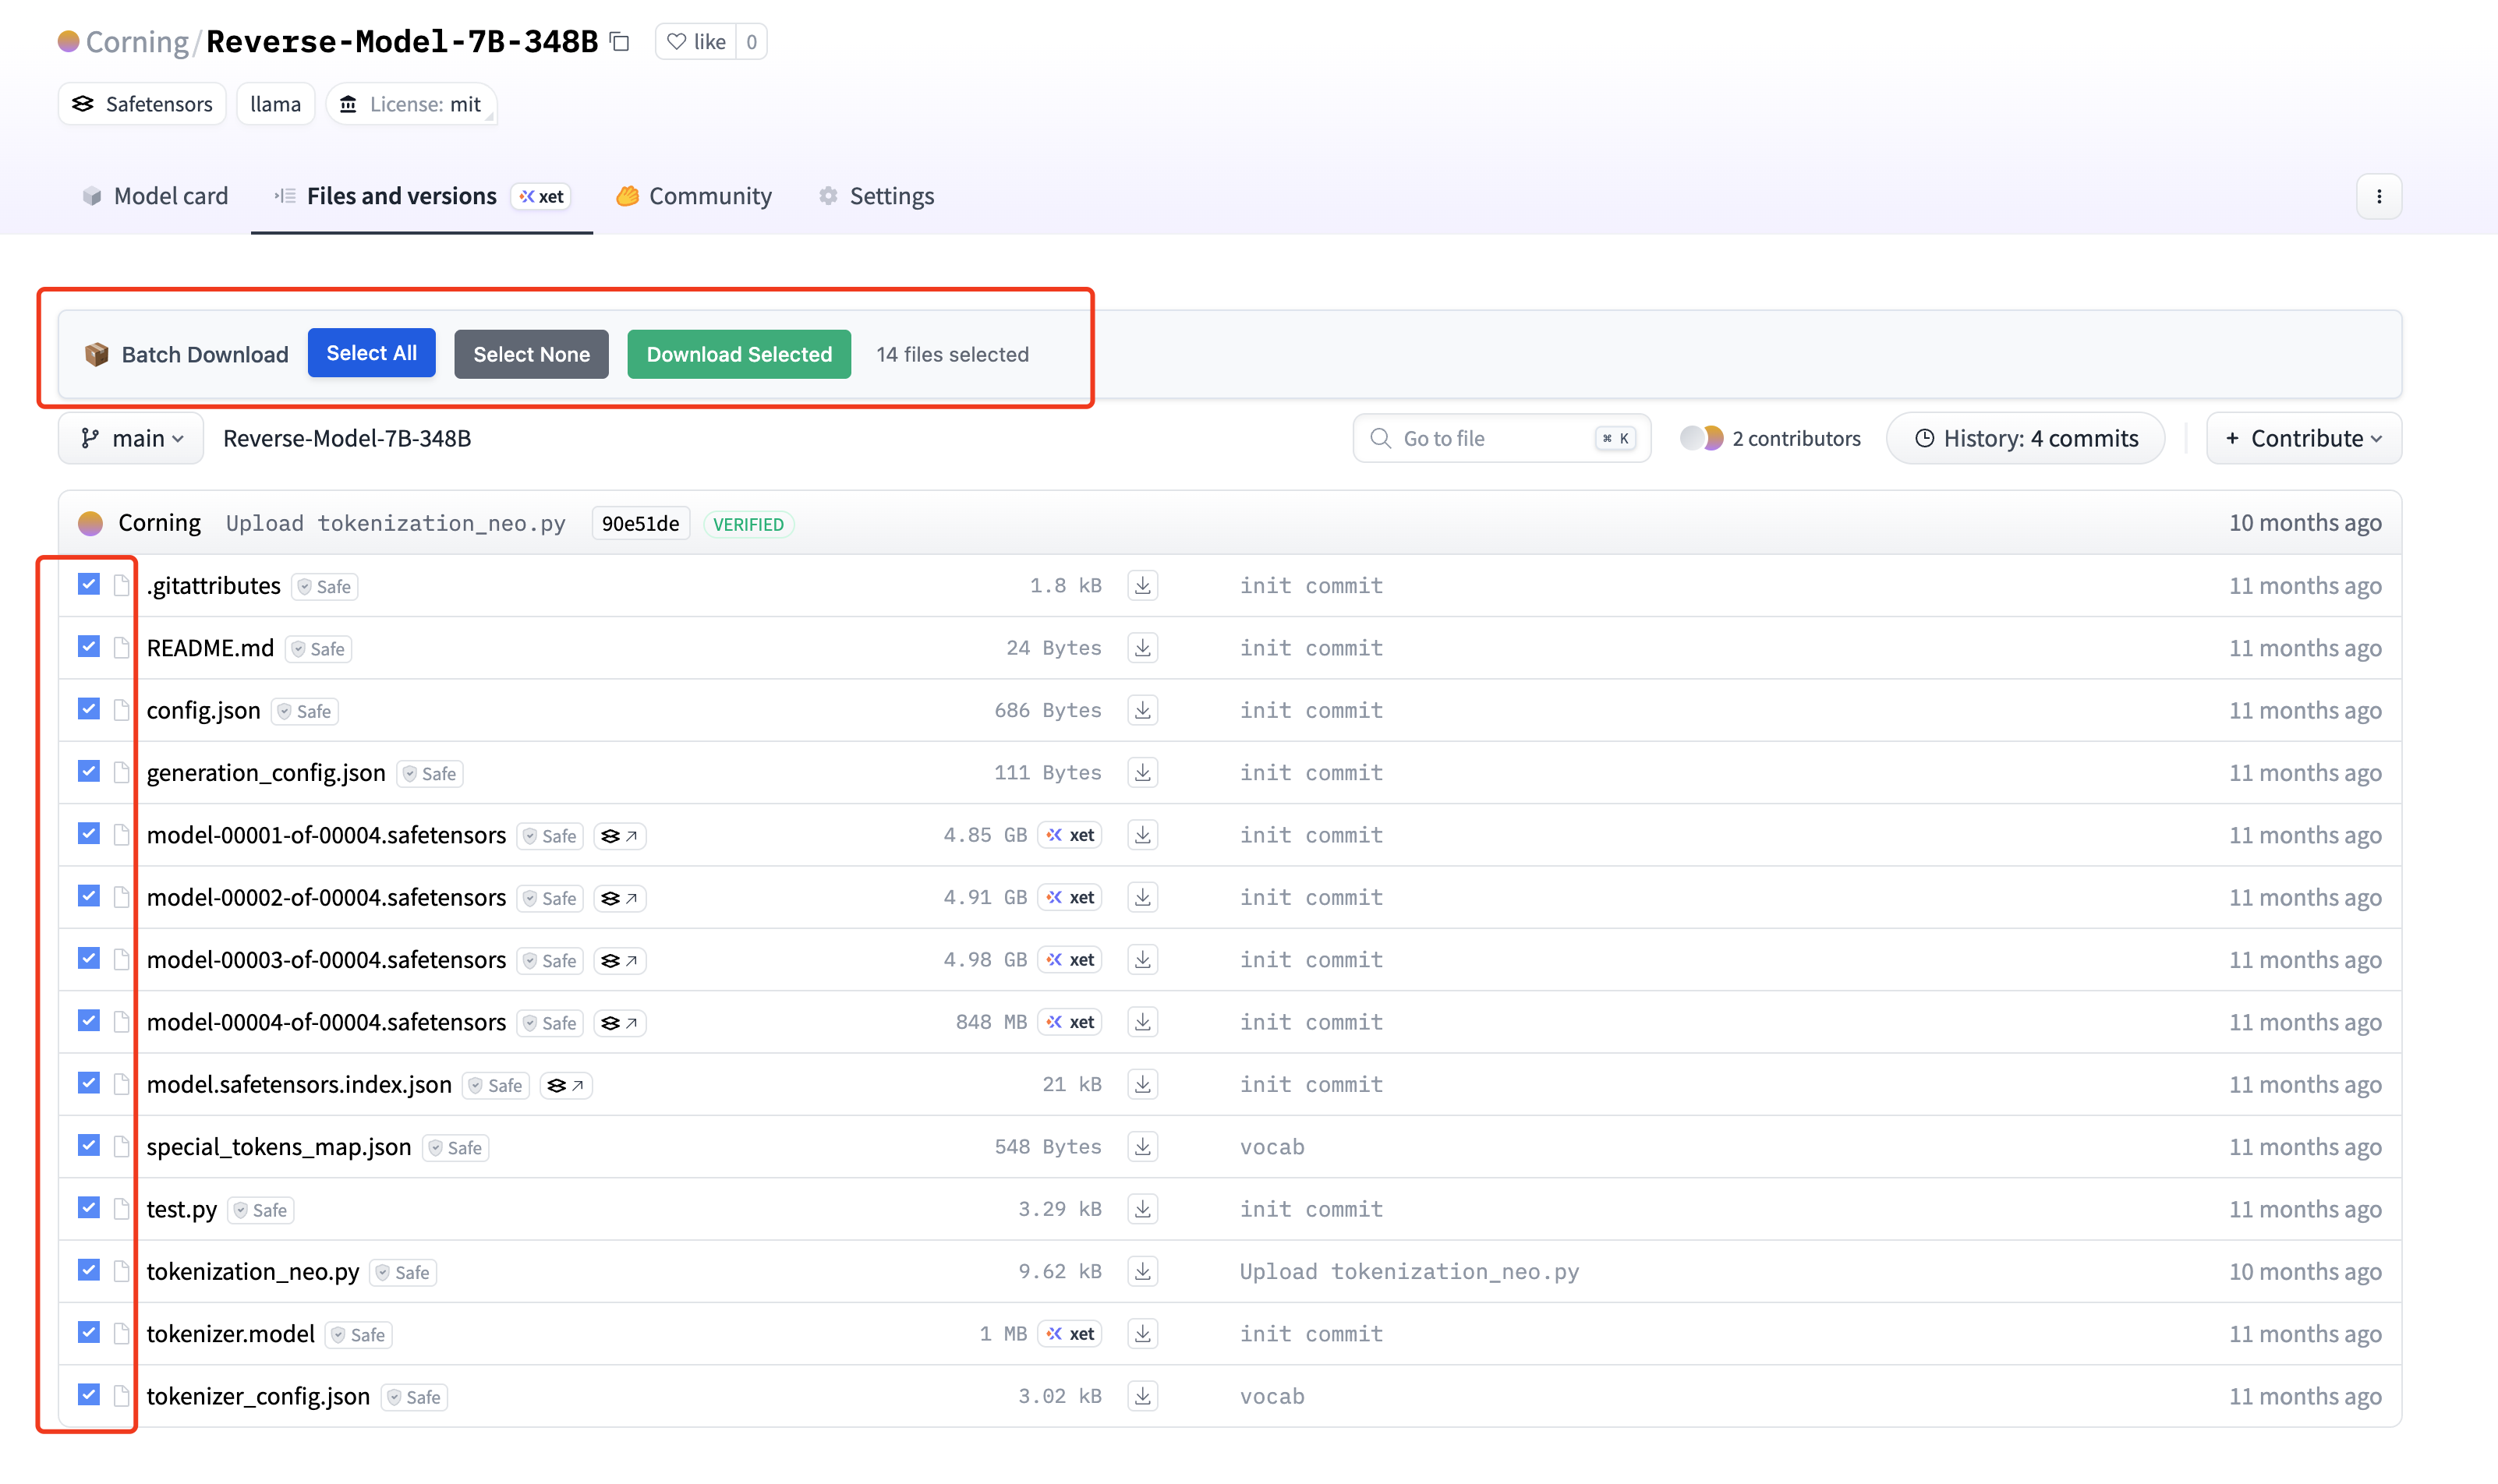 Corning/Reverse-Model-7B-348B like 0
Safetensors llama License: mit
Model card Files and versions xet Community Settings
Batch Download Select All Select None Download Selected 14 files selected
main Reverse-Model-7B-348B Go to file ⌘ K 2 contributors History: 4 commits + Contribute
Corning Upload tokenization_neo.py 90e51de VERIFIED 10 months ago
.gitattributes Safe 1.8 kB init commit 11 months ago
README.md Safe 24 Bytes init commit 11 months ago
config.json Safe 686 Bytes init commit 11 months ago
generation_config.json Safe 111 Bytes init commit 11 months ago
model-00001-of-00004.safetensors Safe 4.85 GB xet init commit 11 months ago
model-00002-of-00004.safetensors Safe 4.91 GB xet init commit 11 months ago
model-00003-of-00004.safetensors Safe 4.98 GB xet init commit 11 months ago
model-00004-of-00004.safetensors Safe 848 MB xet init commit 11 months ago
model.safetensors.index.json Safe 21 kB init commit 11 months ago
special_tokens_map.json Safe 548 Bytes vocab 11 months ago
test.py Safe 3.29 kB init commit 11 months ago
tokenization_neo.py Safe 9.62 kB Upload tokenization_neo.py 10 months ago
tokenizer.model Safe 1 MB xet init commit 11 months ago
tokenizer_config.json Safe 3.02 kB vocab 11 months ago